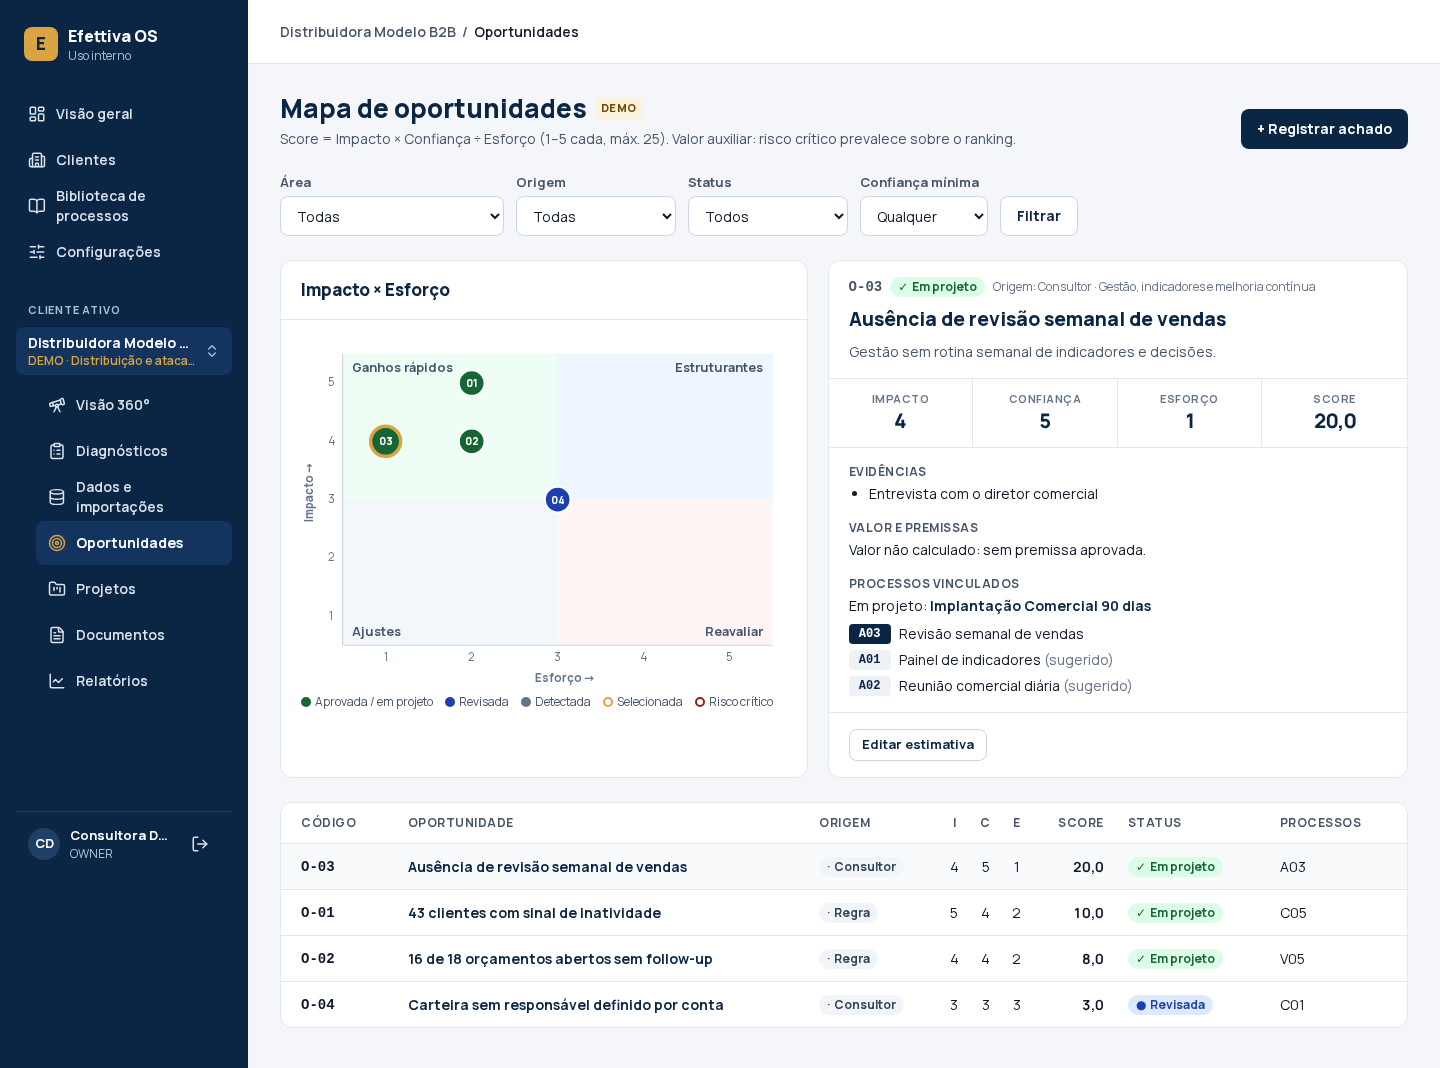 E
Efettiva OS
Uso interno
Visão geral
Clientes
Biblioteca de
processos
Configurações
CLIENTE ATIVO
Distribuidora Modelo ...
DEMO · Distribuição e ataca...
Visão 360°
Diagnósticos
Dados e
importações
Oportunidades
Projetos
Documentos
Relatórios
CD
Consultora D...
OWNER
Distribuidora Modelo B2B / Oportunidades
Mapa de oportunidades DEMO
Score = Impacto × Confiança ÷ Esforço (1–5 cada, máx. 25). Valor auxiliar: risco crítico prevalece sobre o ranking.
+ Registrar achado
Área Origem Status Confiança mínima
Todas Todas Todos Qualquer Filtrar
Impacto × Esforço
Ganhos rápidos Estruturantes
5 01
4 03 02
3 04
2
1
Ajustes Reavaliar
Impacto →
1 2 3 4 5
Esforço →
Aprovada / em projeto Revisada Detectada Selecionada Risco crítico
O-03 ✓ Em projeto Origem: Consultor · Gestão, indicadores e melhoria contínua
Ausência de revisão semanal de vendas
Gestão sem rotina semanal de indicadores e decisões.
IMPACTO CONFIANÇA ESFORÇO SCORE
4 5 1 20,0
EVIDÊNCIAS
• Entrevista com o diretor comercial
VALOR E PREMISSAS
Valor não calculado: sem premissa aprovada.
PROCESSOS VINCULADOS
Em projeto: Implantação Comercial 90 dias
A03 Revisão semanal de vendas
A01 Painel de indicadores (sugerido)
A02 Reunião comercial diária (sugerido)
Editar estimativa
CÓDIGO OPORTUNIDADE ORIGEM I C E SCORE STATUS PROCESSOS
O-03 Ausência de revisão semanal de vendas · Consultor 4 5 1 20,0 ✓ Em projeto A03
O-01 43 clientes com sinal de inatividade · Regra 5 4 2 10,0 ✓ Em projeto C05
O-02 16 de 18 orçamentos abertos sem follow-up · Regra 4 4 2 8,0 ✓ Em projeto V05
O-04 Carteira sem responsável definido por conta · Consultor 3 3 3 3,0 ● Revisada C01